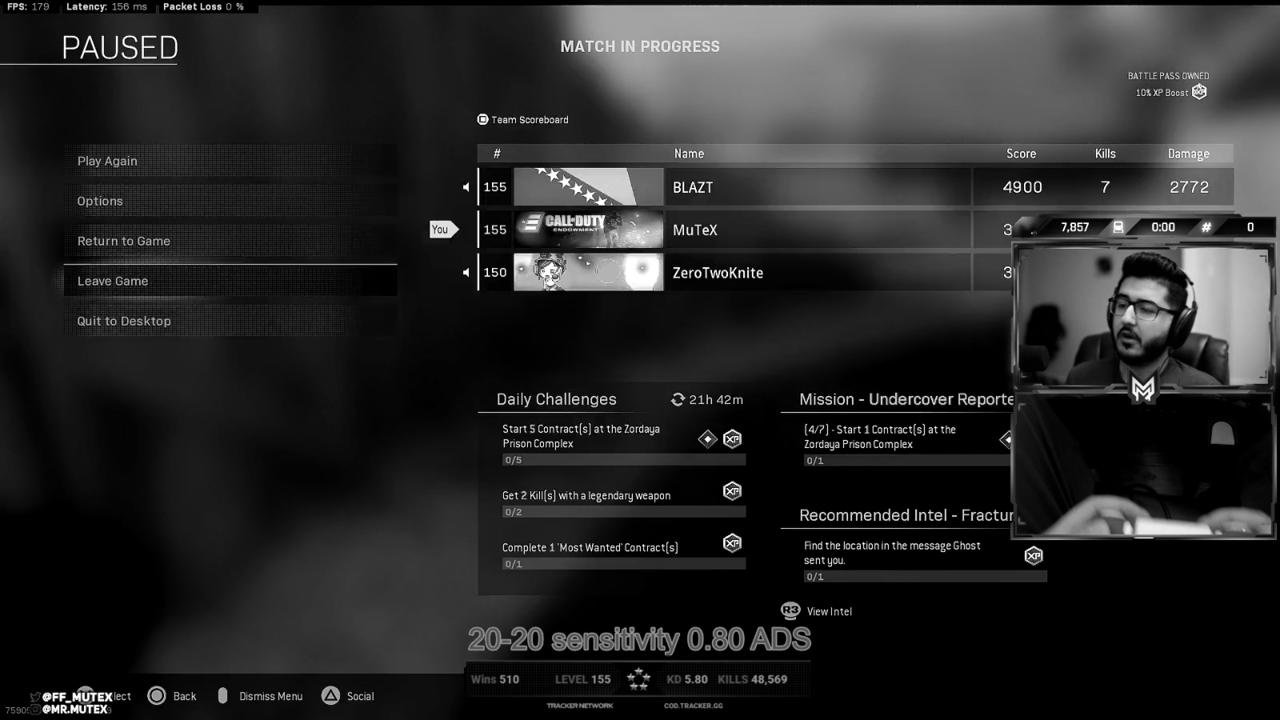 FPS: 179 Latency: 156 ms Packet Loss 0 %
PAUSED
MATCH IN PROGRESS
BATTLE PASS OWNED
10% XP Boost
Team Scoreboard
# Name Score Kills Damage
155 BLAZT 4900 7 2772
You 155 CALL OF DUTY ENDOWMENT MuTeX 3
150 ZeroTwoKnite 3
7,857 0:00 # 0
Play Again
Options
Return to Game
Leave Game
Quit to Desktop
Daily Challenges 21h 42m
Start 5 Contract(s) at the Zordaya
Prison Complex
0/5
Get 2 Kill(s) with a legendary weapon
0/2
Complete 1 'Most Wanted' Contract(s)
0/1
Mission - Undercover Reporte
(4/7) - Start 1 Contract(s) at the
Zordaya Prison Complex
0/1
Recommended Intel - Fractur
Find the location in the message Ghost
sent you.
0/1
R3 View Intel
20-20 sensitivity 0.80 ADS
Wins 510 LEVEL 155 KD 5.80 KILLS 48,569
TRACKER NETWORK COD.TRACKER.GG
lect Back Dismiss Menu Social
@FF_MUTEX
@MR.MUTEX